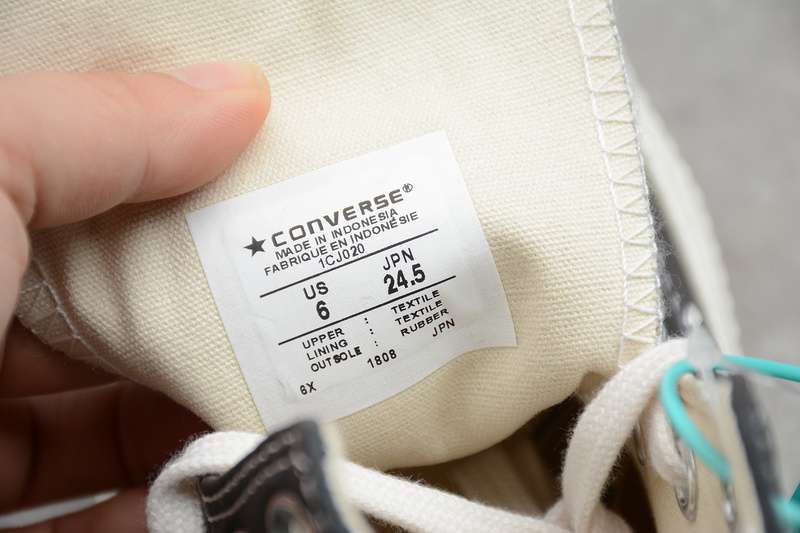 ★ CONVERSE®
MADE IN INDONESIA
FABRIQUE EN INDONÉSIE
1CJ020
US JPN
6 24.5
UPPER : TEXTILE
LINING : TEXTILE
OUTSOLE : RUBBER
6X 1808 JPN